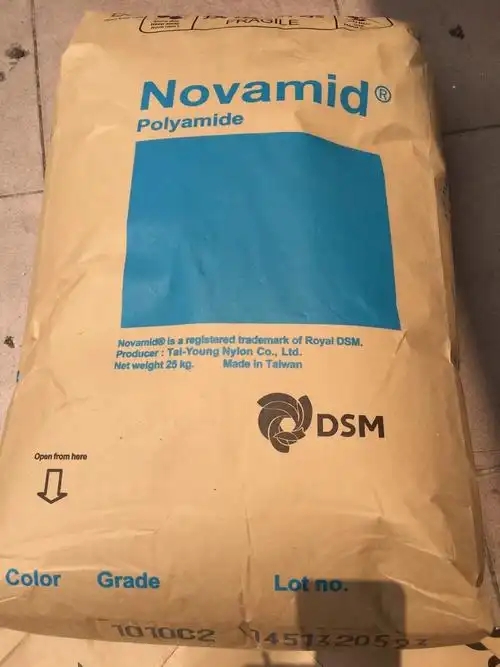 FRAGILE
Novamid®
Polyamide
Novamid® is a registered trademark of Royal DSM.
Producer : Tai-Young Nylon Co., Ltd.
Net weight 25 kg. Made in Taiwan
DSM
Open from here
Color Grade Lot no.
1010C2 1451320593